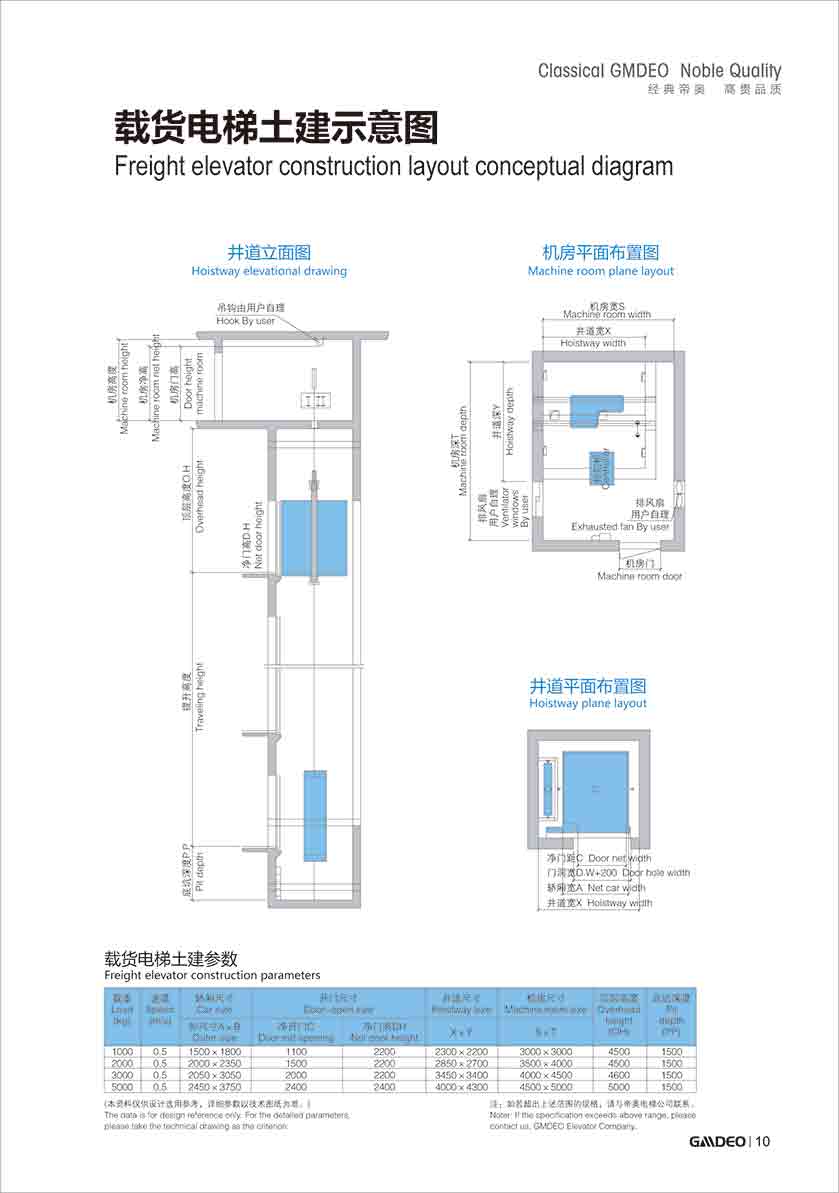 Classical GMDEO Noble Quality
经典帝奥 高贵品质
载货电梯土建示意图
Freight elevator construction layout conceptual diagram
井道立面图
Hoistway elevational drawing
吊钩由用户自理
Hook By user
机房高度
Machine room height
机房净高
Machine room net height
机房门高
Door height
machine room
顶层高度O.H
Overhead height
净门高D.H
Net door height
提升高度
Traveling height
底坑深度P.P
Pit depth
机房平面布置图
Machine room plane layout
机房宽S
Machine room width
井道宽X
Hoistway width
机房深T
Machine room depth
井道深Y
Hoistway depth
排风扇
用户自理
Ventilator
windows
By user
控制柜
Controller
排风扇
用户自理
Exhausted fan By user
机房门
Machine room door
井道平面布置图
Hoistway plane layout
净门距C Door net width
门洞宽D.W+200 Door hole width
轿厢宽A Net car width
井道宽X Hoistway width
载货电梯土建参数
Freight elevator construction parameters
载重 速度 轿厢尺寸 开门尺寸 井道尺寸 机房尺寸 顶层高度 底坑深度
Load Speed Car size Door-open size Hoistway size Machine room size Overhead Pit
(kg) (m/s) height depth
外尺寸A×B 净开门C 净门高DH X×Y S×T (OH) (PP)
Outer size Door net opening Net door height
1000 0.5 1500×1800 1100 2200 2300×2200 3000×3000 4500 1500
2000 0.5 2000×2350 1500 2200 2850×2700 3500×4000 4500 1500
3000 0.5 2050×3050 2000 2200 3450×3400 4000×4500 4600 1500
5000 0.5 2450×3750 2400 2400 4000×4300 4500×5000 5000 1500
(本资料仅供设计选用参考，详细参数以技术图纸为准。)
The data is for design reference only. For the detailed parameters,
please take the technical drawing as the criterion.
注：如若超出上述范围的规格，请与帝奥电梯公司联系。
Noter: If the specification exceeds above range, please
contact us, GMDEO Elevator Company.
GMDEO | 10